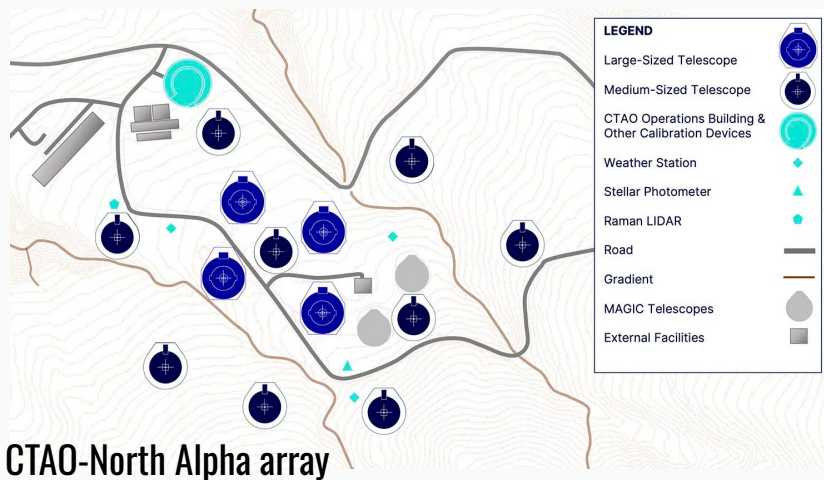 LEGEND
Large-Sized Telescope
Medium-Sized Telescope
CTAO Operations Building &
Other Calibration Devices
Weather Station
Stellar Photometer
Raman LIDAR
Road
Gradient
MAGIC Telescopes
External Facilities
CTAO-North Alpha array